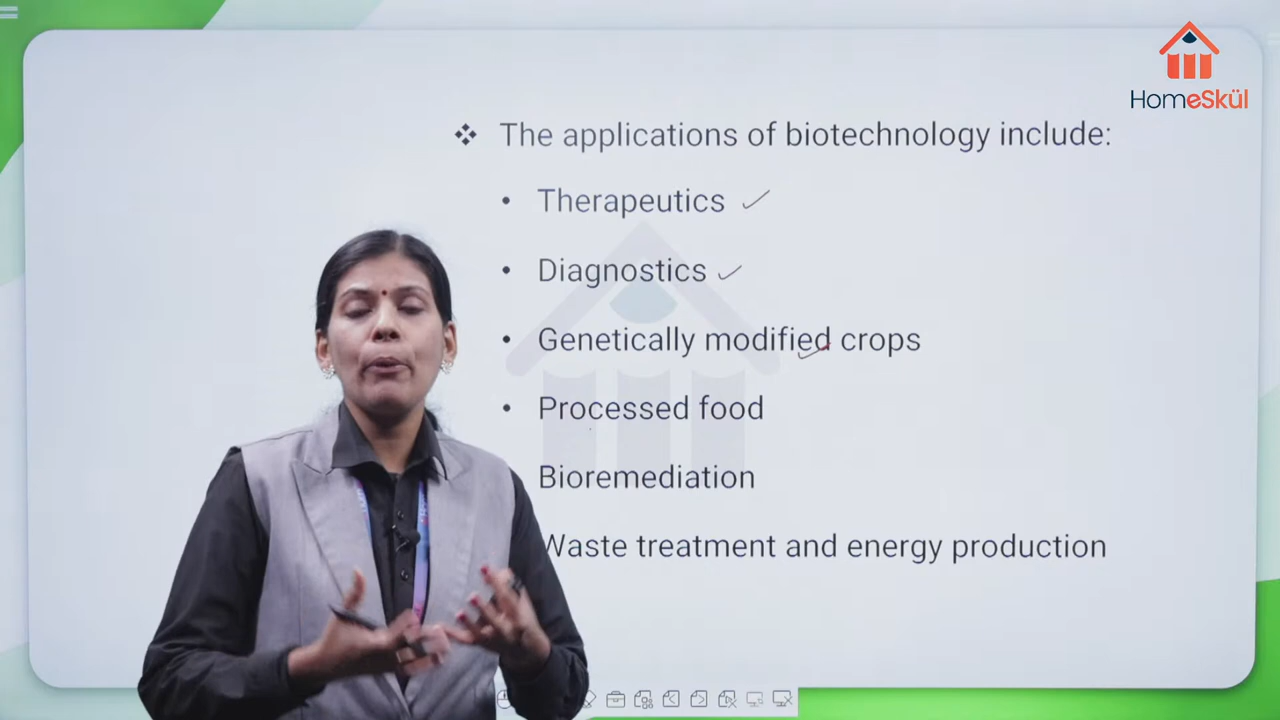 HomeSkül
❖ The applications of biotechnology include:
• Therapeutics ✓
• Diagnostics ✓
• Genetically modified crops
• Processed food
Bioremediation
Waste treatment and energy production